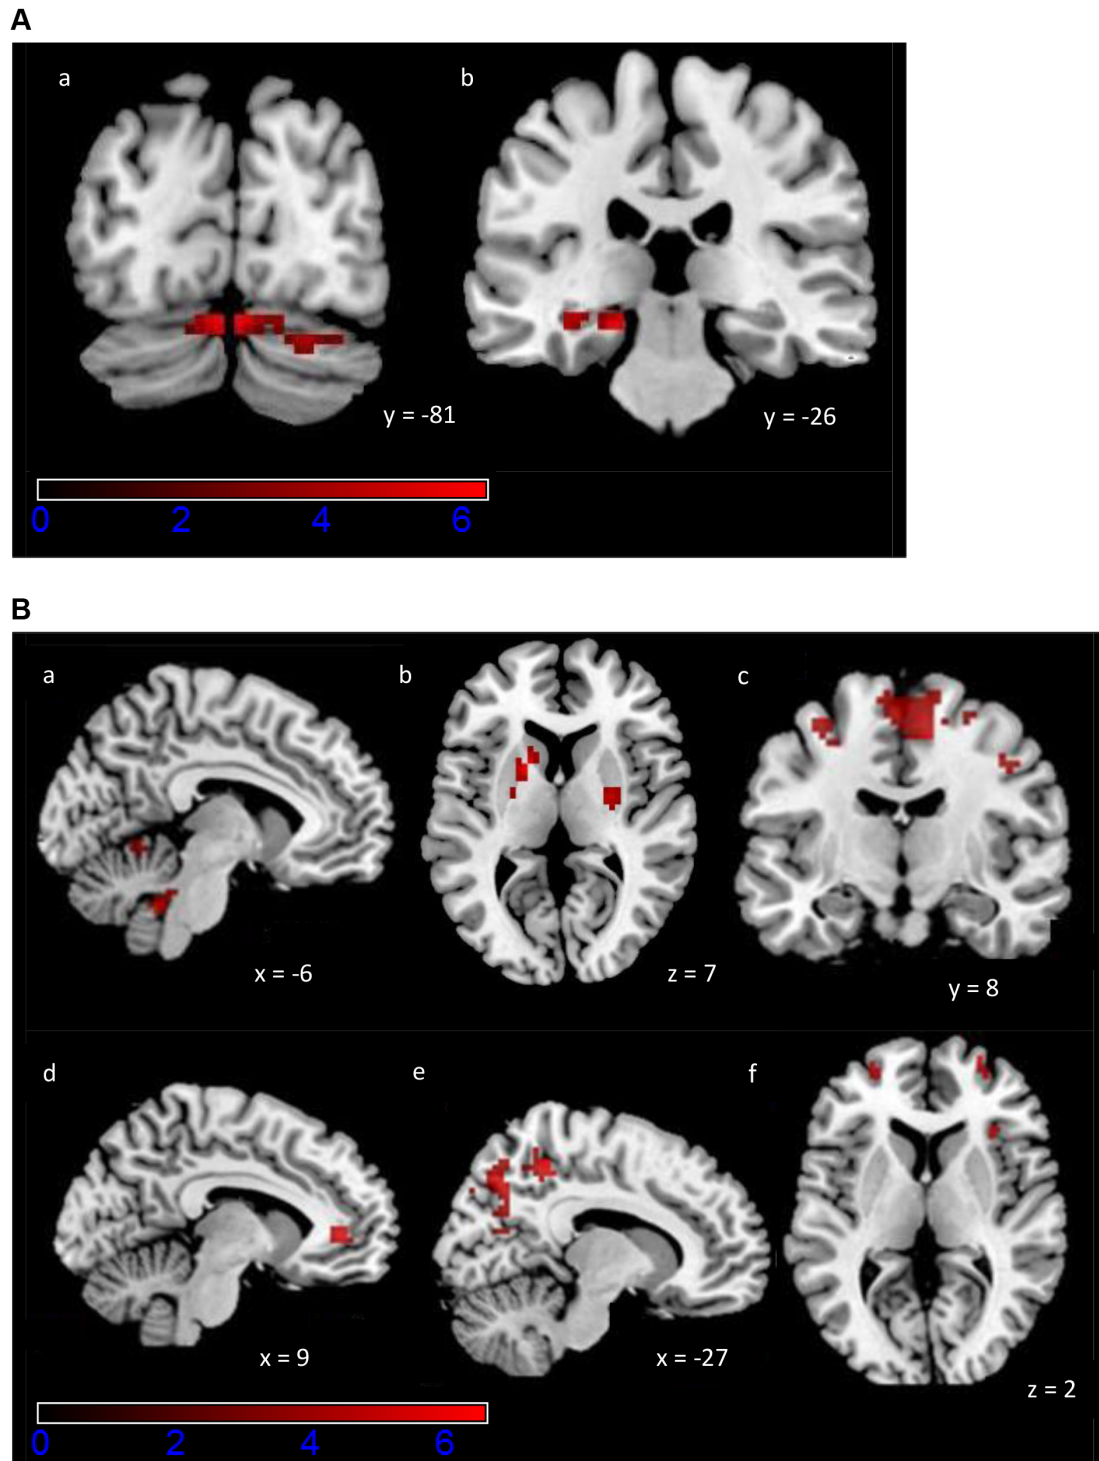 A
a b
y = -81 y = -26
0 2 4 6
B
a b c
x = -6 z = 7 y = 8
d e f
x = 9 x = -27 z = 2
0 2 4 6